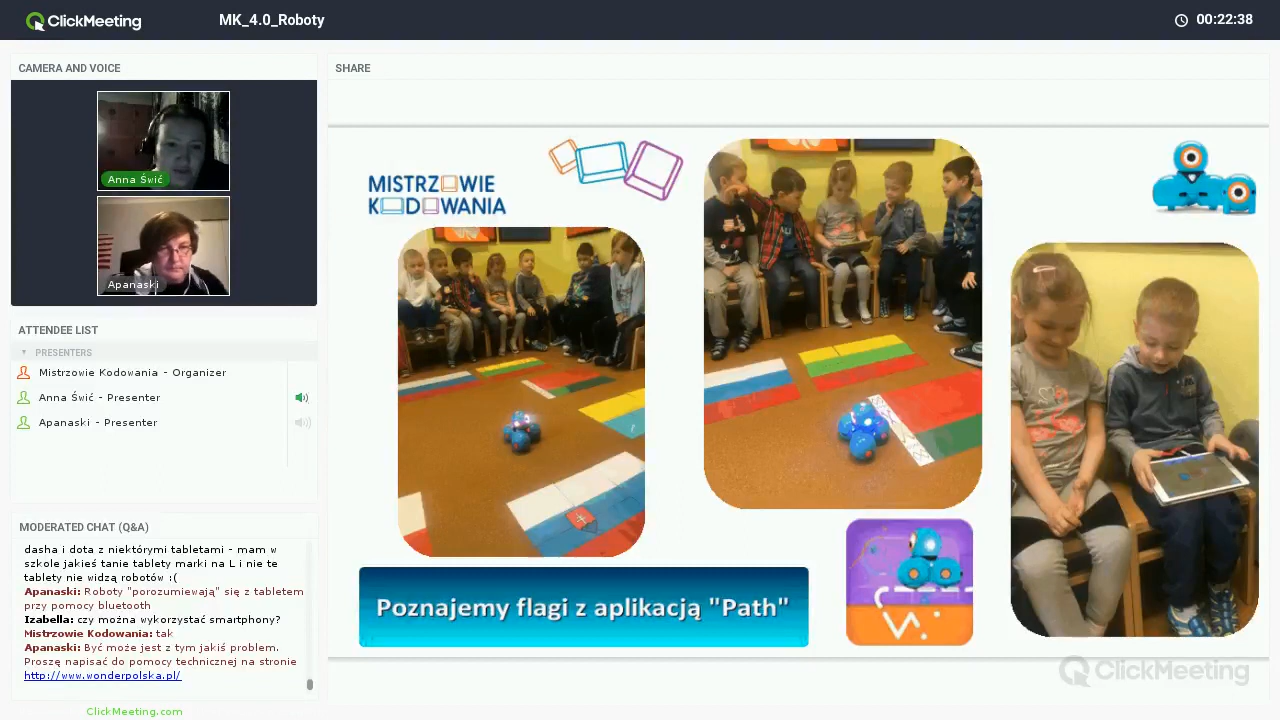 ClickMeeting
MK_4.0_Roboty
00:22:38
CAMERA AND VOICE
Anna Świć
Apanaski
ATTENDEE LIST
PRESENTERS
Mistrzowie Kodowania - Organizer
Anna Świć - Presenter
Apanaski - Presenter
MODERATED CHAT (Q&A)
dasha i dota z niektórymi tabletami - mam w
szkole jakieś tanie tablety marki na L i nie te
tablety nie widzą robotów :(
Apanaski: Roboty "porozumiewają" się z tabletem
przy pomocy bluetooth
Izabella: czy można wykorzystać smartphony?
Mistrzowie Kodowania: tak
Apanaski: Być może jest z tym jakiś problem.
Proszę napisać do pomocy technicznej na stronie
http://www.wonderpolska.pl/
ClickMeeting.com
SHARE
MISTRZOWIE
KODOWANIA
Poznajemy flagi z aplikacją "Path"
ClickMeeting